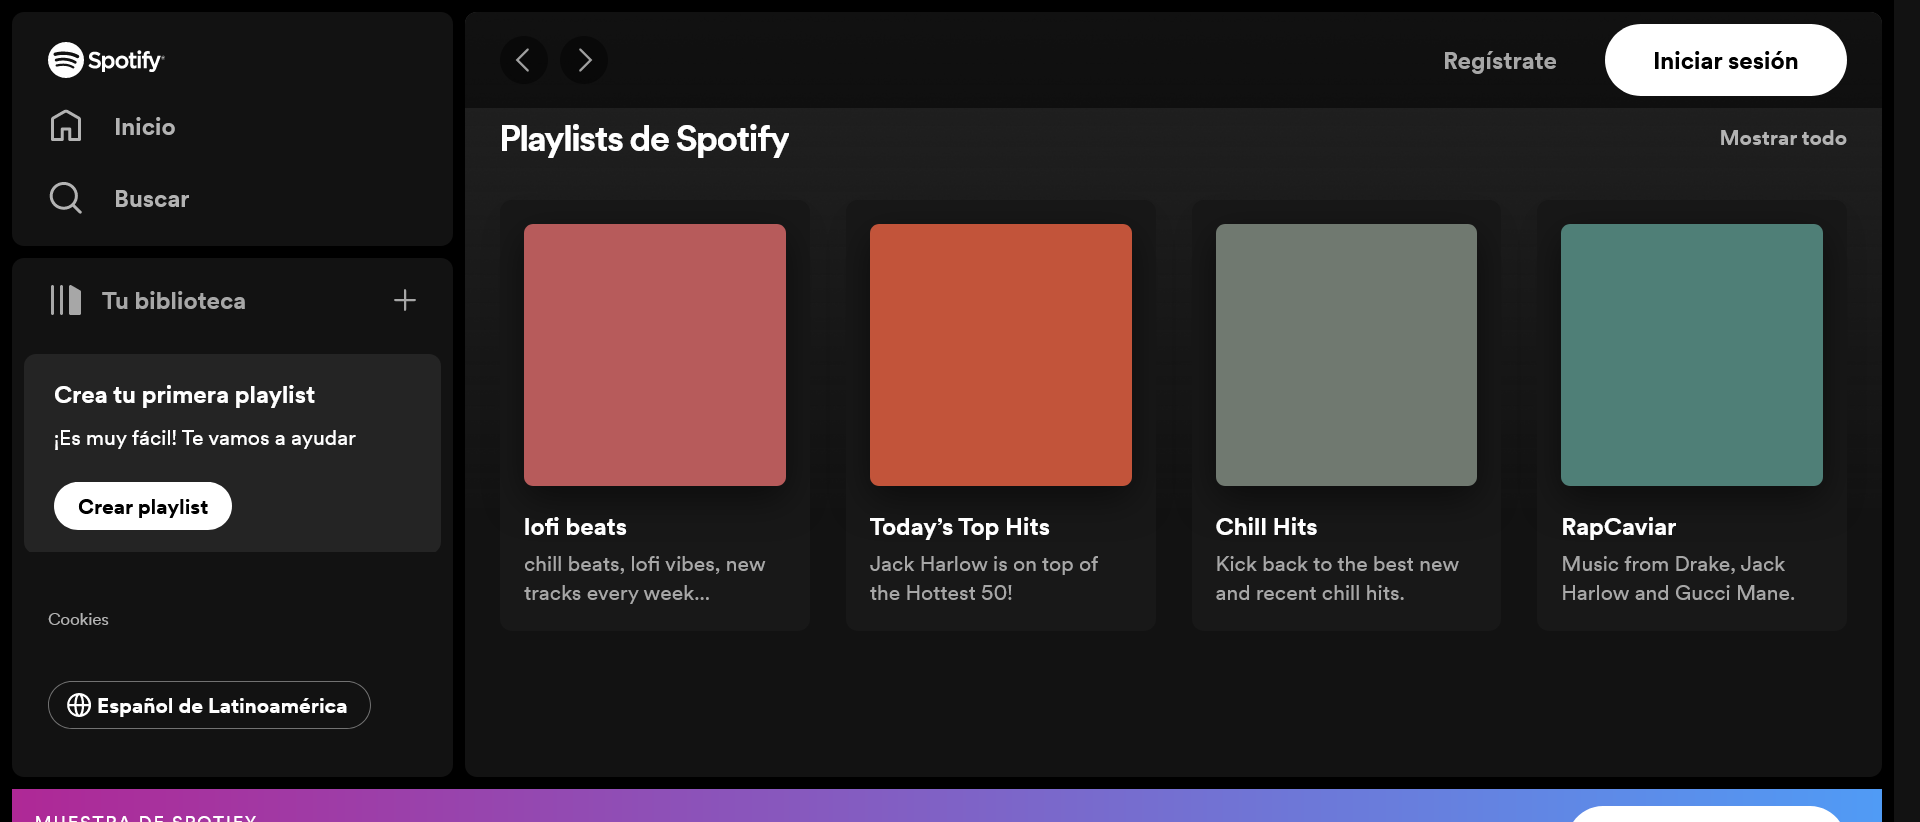 Spotify
Inicio
Buscar
Tu biblioteca
Crea tu primera playlist
¡Es muy fácil! Te vamos a ayudar
Crear playlist
Cookies
Español de Latinoamérica
Regístrate
Iniciar sesión
Playlists de Spotify
Mostrar todo
lofi beats
chill beats, lofi vibes, new
tracks every week...
Today’s Top Hits
Jack Harlow is on top of
the Hottest 50!
Chill Hits
Kick back to the best new
and recent chill hits.
RapCaviar
Music from Drake, Jack
Harlow and Gucci Mane.
MUESTRA DE SPOTIFY